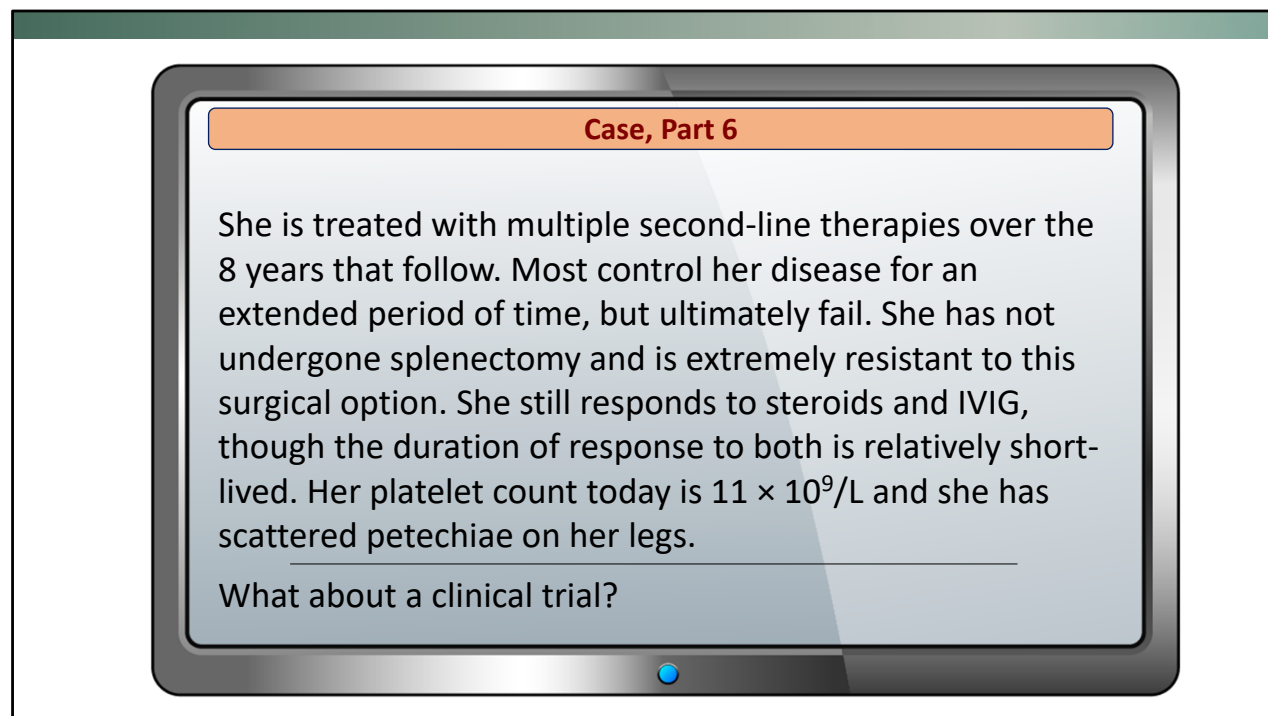 Case, Part 6
She is treated with multiple second-line therapies over the
8 years that follow. Most control her disease for an
extended period of time, but ultimately fail. She has not
undergone splenectomy and is extremely resistant to this
surgical option. She still responds to steroids and IVIG,
though the duration of response to both is relatively short-
lived. Her platelet count today is 11 × 10⁹/L and she has
scattered petechiae on her legs.
What about a clinical trial?